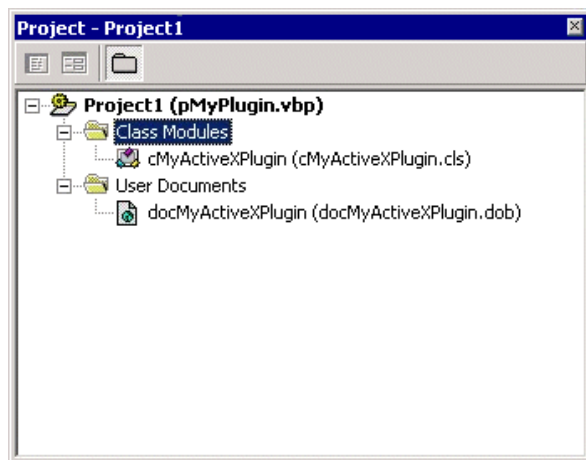 Project - Project1
Project1 (pMyPlugin.vbp)
Class Modules
cMyActiveXPlugin (cMyActiveXPlugin.cls)
User Documents
docMyActiveXPlugin (docMyActiveXPlugin.dob)